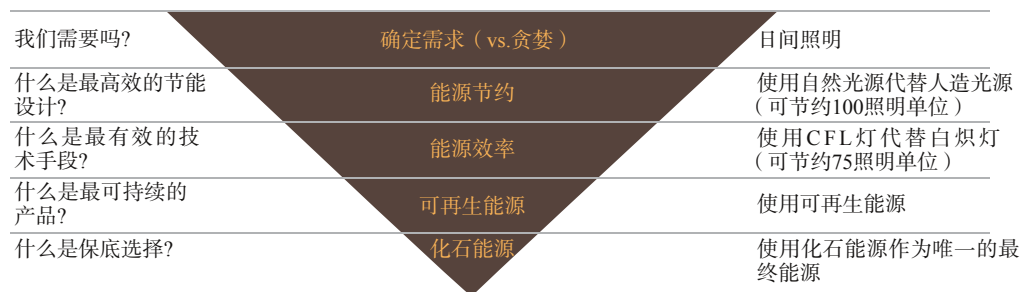 我们需要吗?
确定需求（vs.贪婪）
日间照明
什么是最高效的节能
设计?
能源节约
使用自然光源代替人造光源
（可节约100照明单位）
什么是最有效的技
术手段?
能源效率
使用CFL灯代替白炽灯
（可节约75照明单位）
什么是最可持续的
产品?
可再生能源
使用可再生能源
什么是保底选择?
化石能源
使用化石能源作为唯一的最
终能源